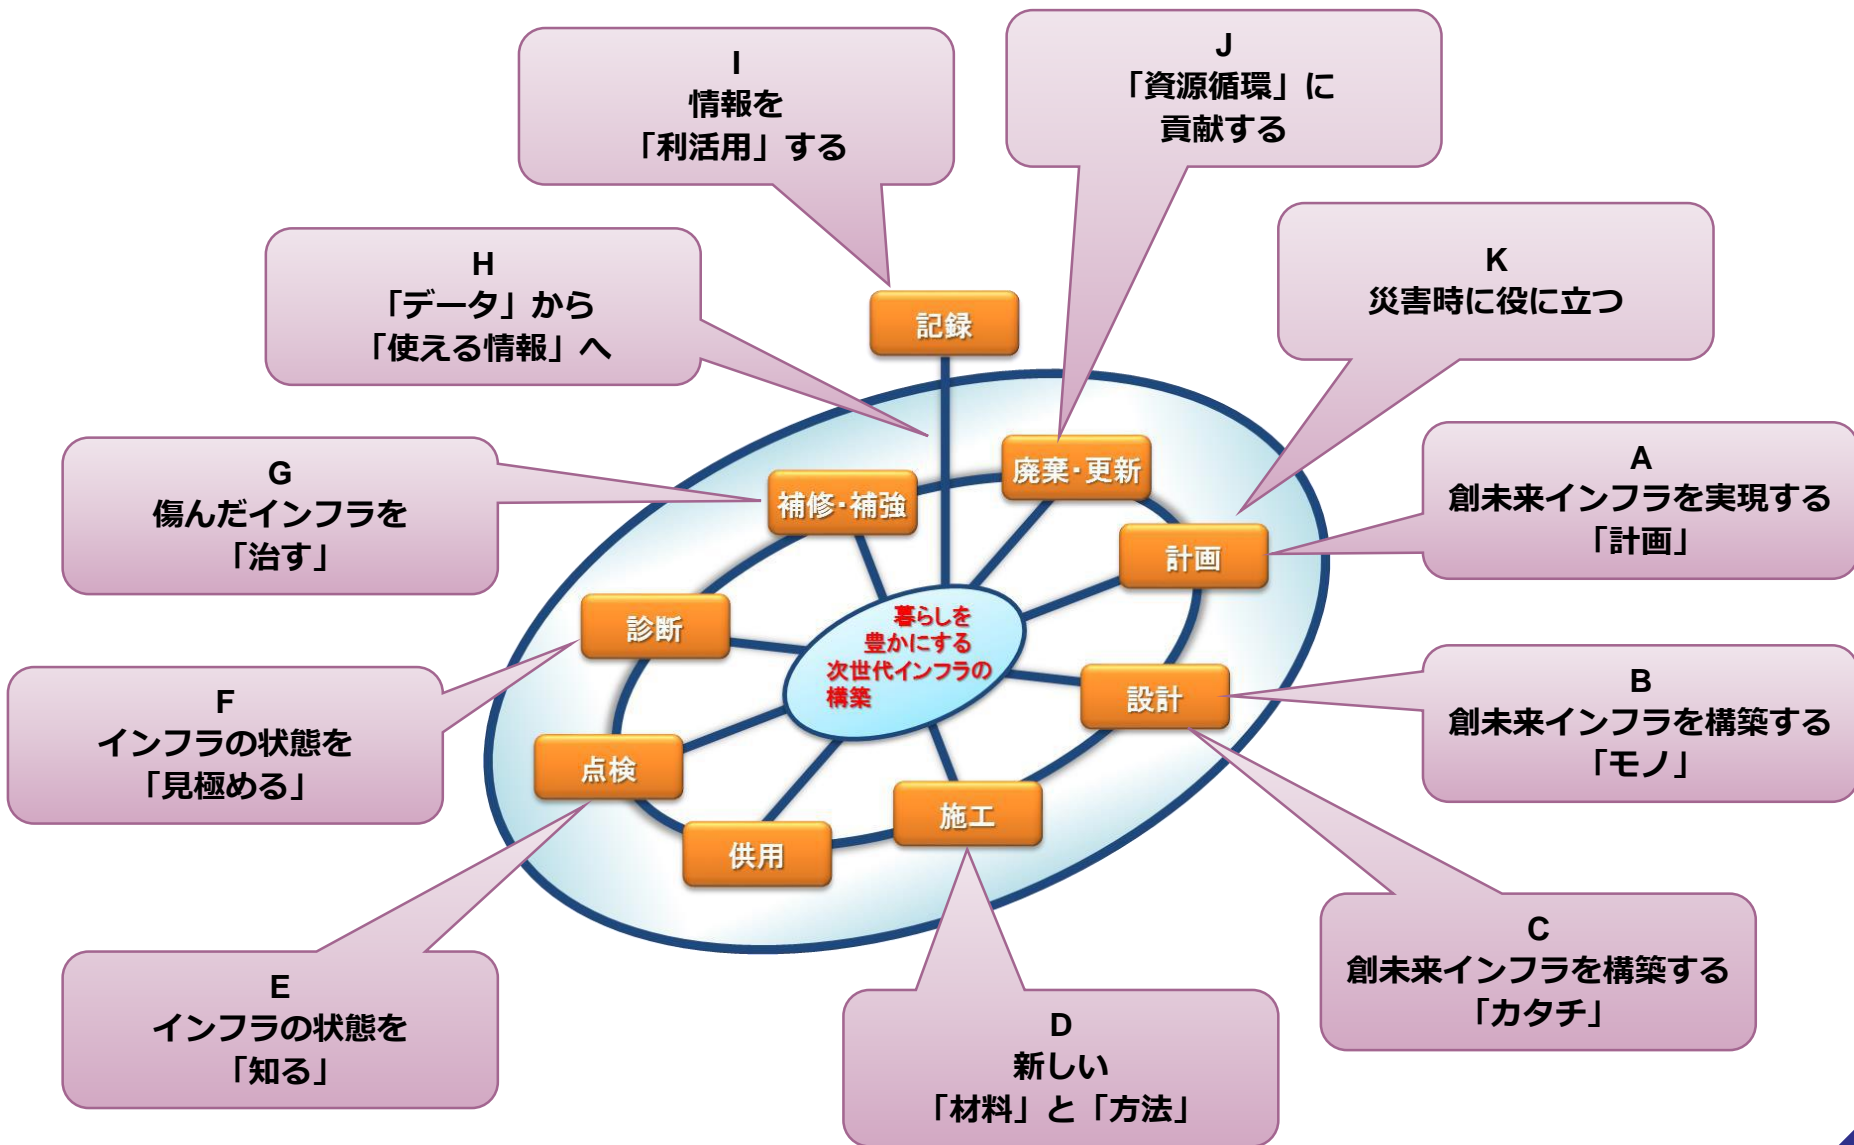 I
情報を
「利活用」する
J
「資源循環」に
貢献する
H
「データ」から
「使える情報」へ
K
災害時に役に立つ
記録
G
傷んだインフラを
「治す」
補修・補強
廃棄・更新
計画
A
創未来インフラを実現する
「計画」
診断
暮らしを
豊かにする
次世代インフラの
構築
設計
B
創未来インフラを構築する
「モノ」
F
インフラの状態を
「見極める」
点検
供用
施工
C
創未来インフラを構築する
「カタチ」
E
インフラの状態を
「知る」
D
新しい
「材料」と「方法」